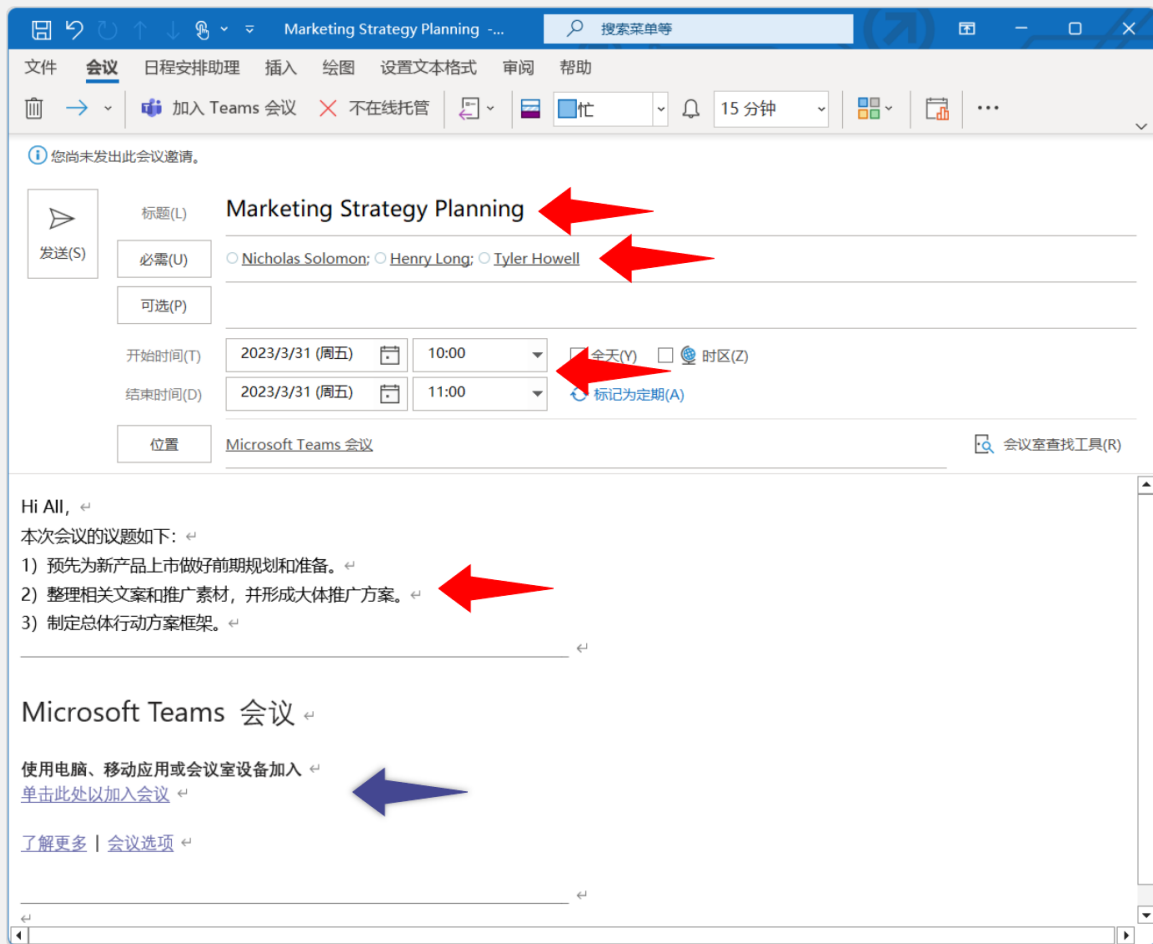 Marketing Strategy Planning -...
搜索菜单等
文件 会议 日程安排助理 插入 绘图 设置文本格式 审阅 帮助
加入 Teams 会议 不在线托管 忙 15 分钟
您尚未发出此会议邀请。
发送(S)
标题(L) Marketing Strategy Planning
必需(U) Nicholas Solomon; Henry Long; Tyler Howell
可选(P)
开始时间(T) 2023/3/31 (周五) 10:00 全天(Y) 时区(Z)
结束时间(D) 2023/3/31 (周五) 11:00 标记为定期(A)
位置 Microsoft Teams 会议 会议室查找工具(R)
Hi All，
本次会议的议题如下：
1）预先为新产品上市做好前期规划和准备。
2）整理相关文案和推广素材，并形成大体推广方案。
3）制定总体行动方案框架。
Microsoft Teams 会议
使用电脑、移动应用或会议室设备加入
单击此处以加入会议
了解更多 | 会议选项